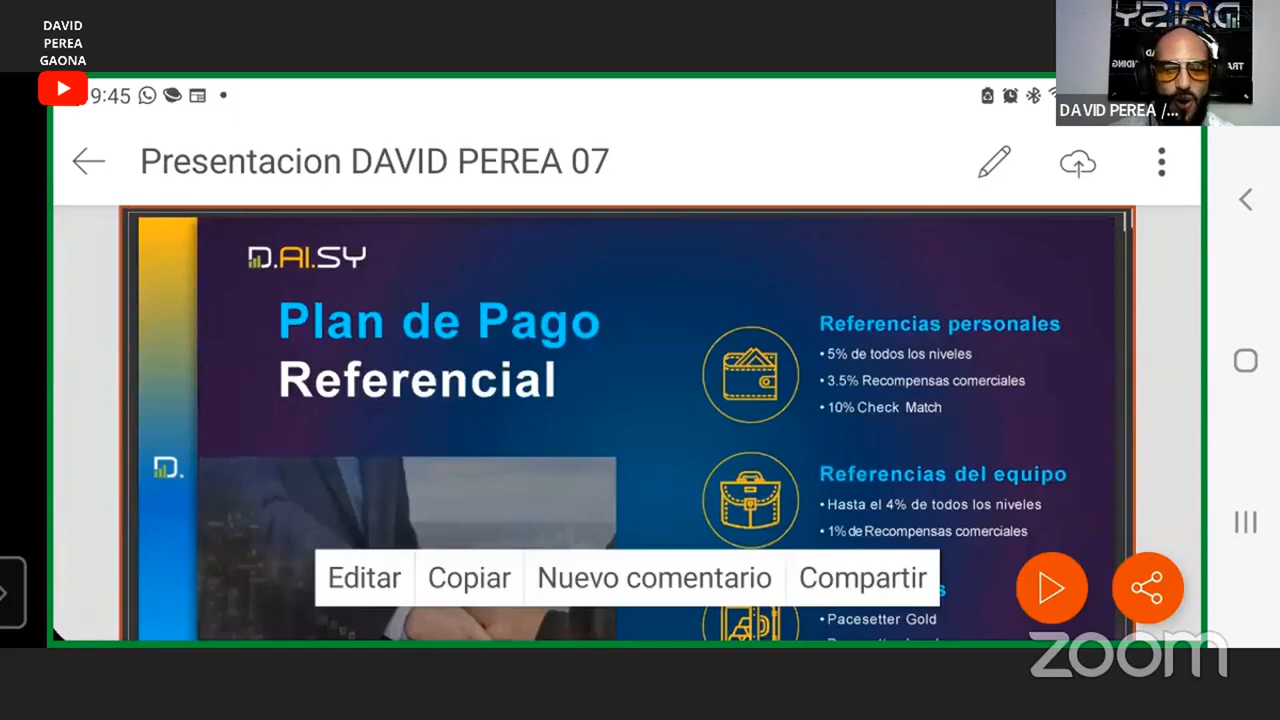 DAVID
PEREA
GAONA
9:45
DAVID PEREA /...
Presentacion DAVID PEREA 07
D.AI.SY
Plan de Pago
Referencial
Referencias personales
• 5% de todos los niveles
• 3.5% Recompensas comerciales
• 10% Check Match
D.
Referencias del equipo
• Hasta el 4% de todos los niveles
• 1% de Recompensas comerciales
Editar
Copiar
Nuevo comentario
Compartir
• Pacesetter Gold
zoom